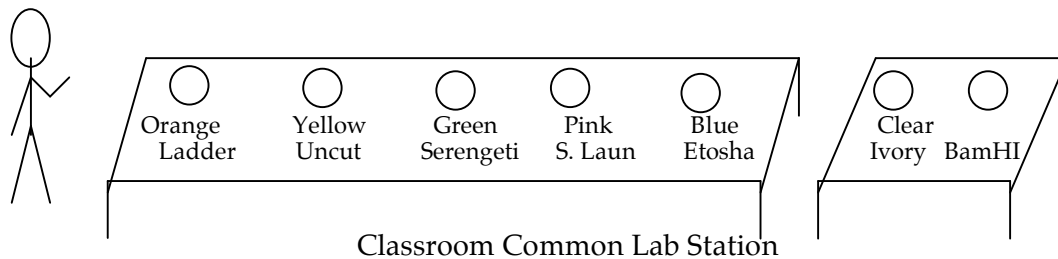 Orange Yellow Green Pink Blue Clear
Ladder Uncut Serengeti S. Laun Etosha Ivory BamHI
Classroom Common Lab Station